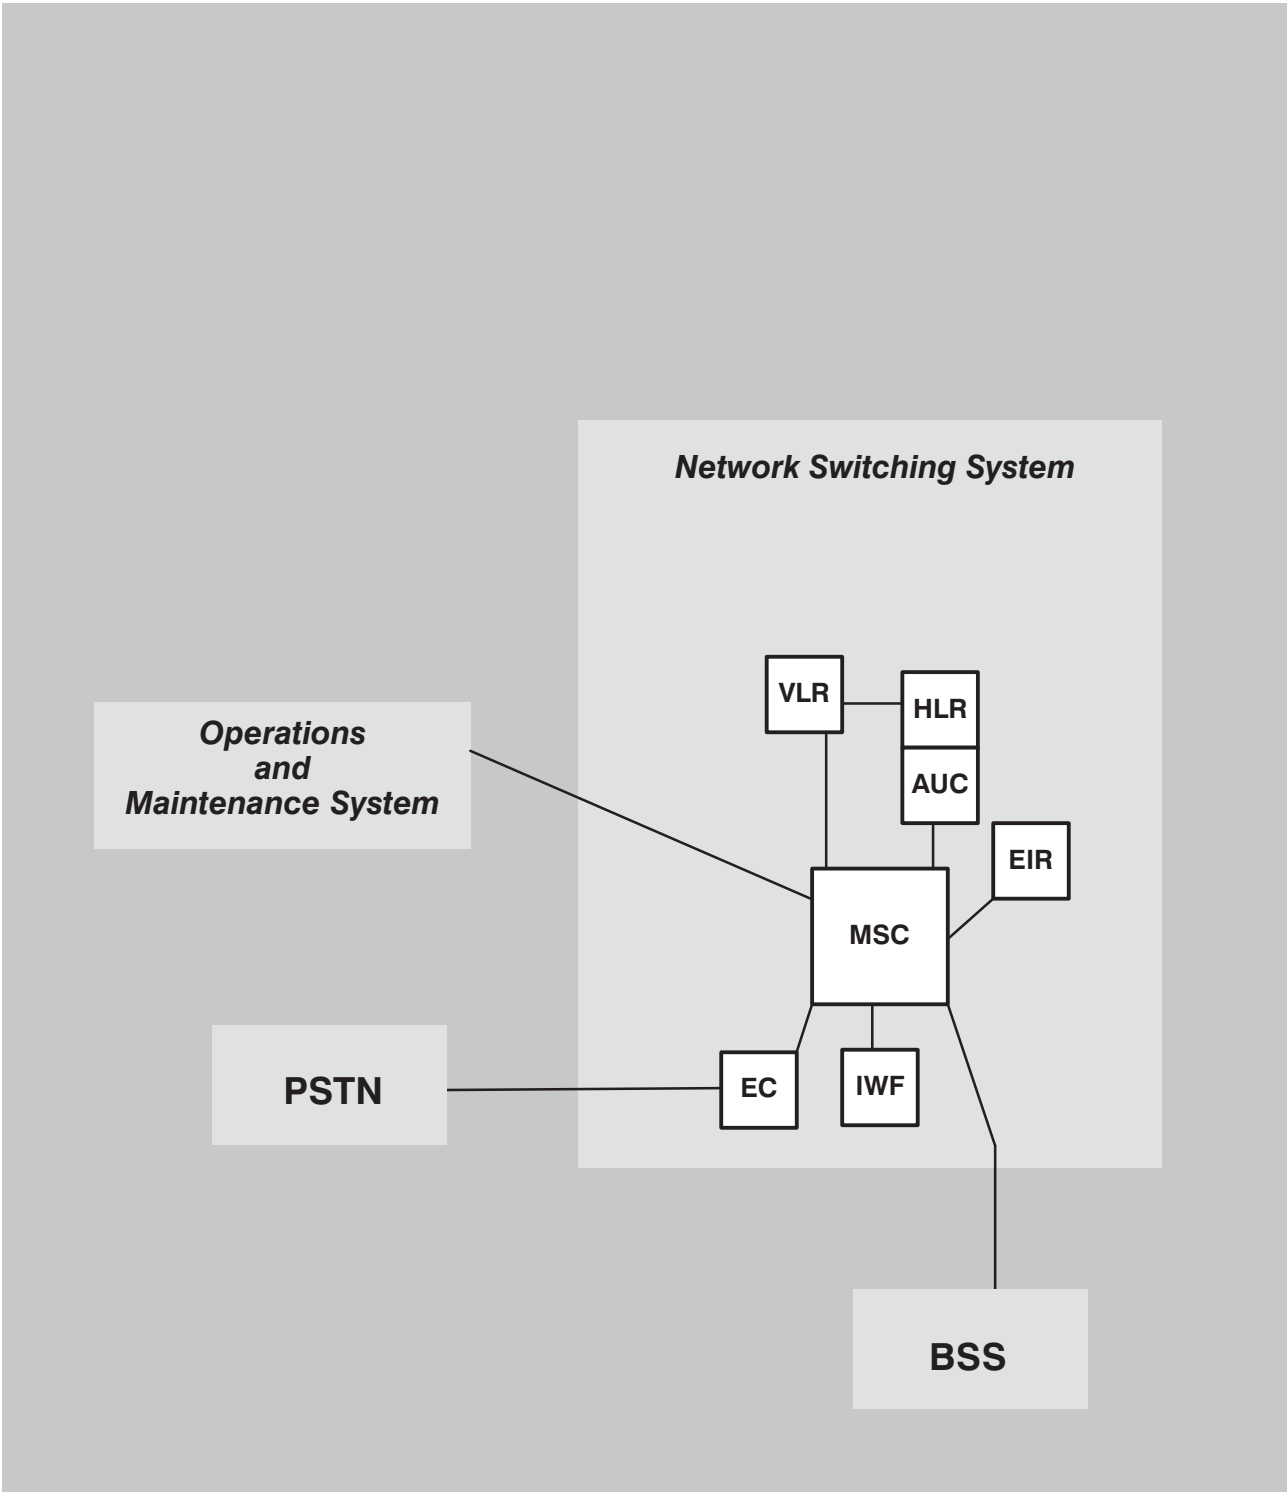 Network Switching System
VLR
HLR
Operations
and
Maintenance System
AUC
EIR
MSC
PSTN
EC
IWF
BSS